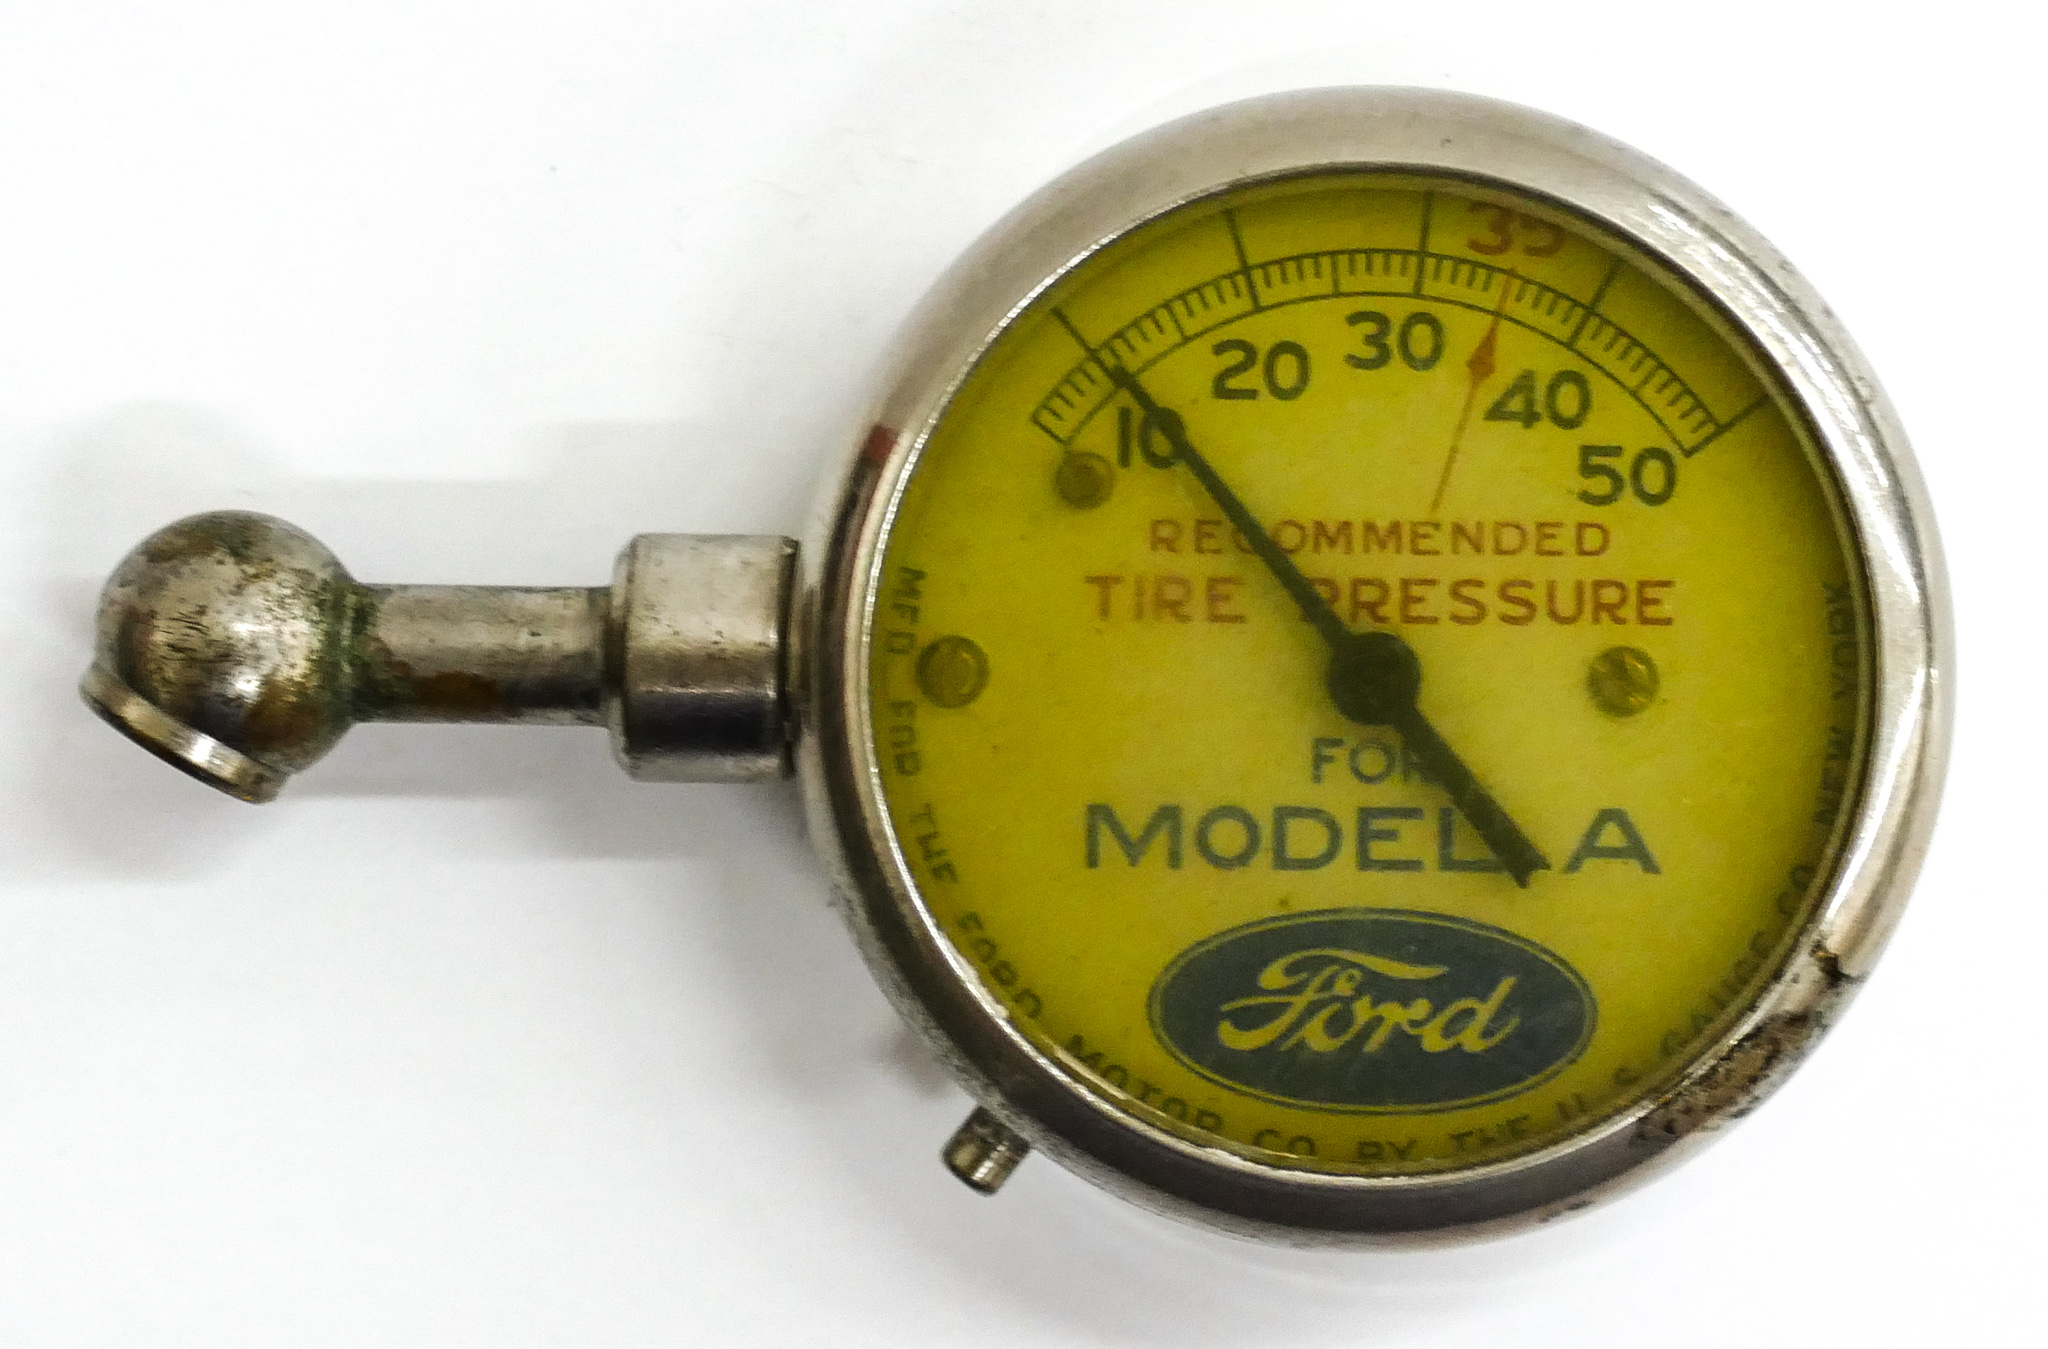 35
10 20 30 40 50
RECOMMENDED
TIRE PRESSURE
FOR
MODEL A
Ford
MFD FOR THE FORD MOTOR CO BY THE U S GAUGE CO NEW YORK